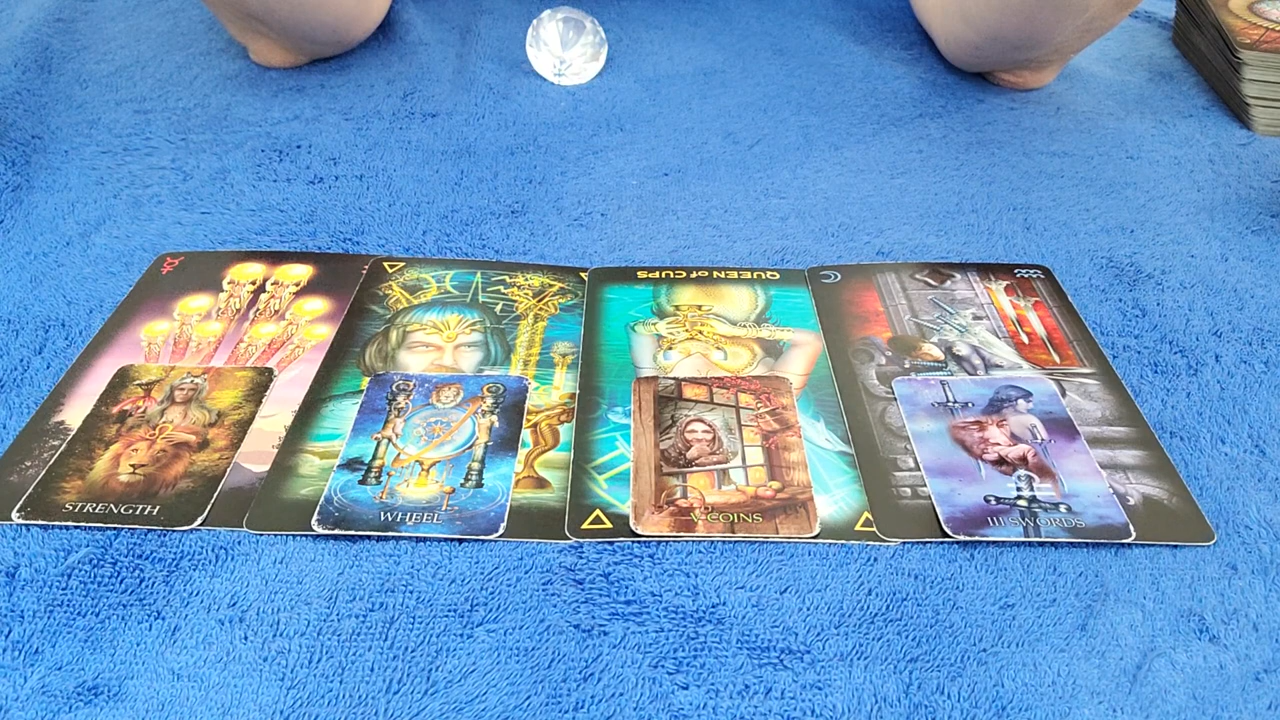 QUEEN of CUPS
STRENGTH
WHEEL
V COINS
III SWORDS